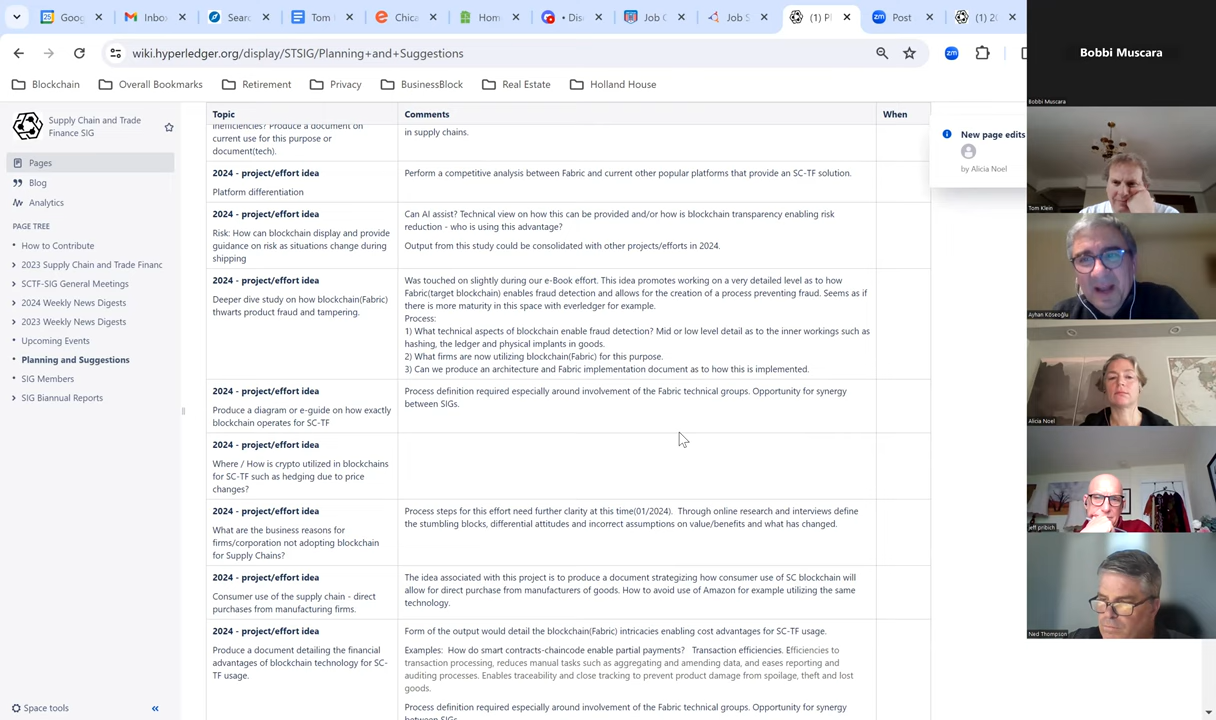 Goog
Inbox
Searc
Tom
Chica
Hom
• Dis
Job C
Job S
(1) Pl
Post
(1) 20
wiki.hyperledger.org/display/STSIG/Planning+and+Suggestions
Blockchain
Overall Bookmarks
Retirement
Privacy
BusinessBlock
Real Estate
Holland House
Supply Chain and Trade
Finance SIG
Pages
Blog
Analytics
PAGE TREE
How to Contribute
2023 Supply Chain and Trade Financ
SCTF-SIG General Meetings
2024 Weekly News Digests
2023 Weekly News Digests
Upcoming Events
Planning and Suggestions
SIG Members
SIG Biannual Reports
Space tools
Topic
Comments
When
inefficiencies? Produce a document on
current use for this purpose or
document(tech).
in supply chains.
2024 - project/effort idea
Platform differentiation
Perform a competitive analysis between Fabric and current other popular platforms that provide an SC-TF solution.
2024 - project/effort idea
Risk: How can blockchain display and provide
guidance on risk as situations change during
shipping
Can AI assist? Technical view on how this can be provided and/or how is blockchain transparency enabling risk
reduction - who is using this advantage?
Output from this study could be consolidated with other projects/efforts in 2024.
2024 - project/effort idea
Deeper dive study on how blockchain(Fabric)
thwarts product fraud and tampering.
Was touched on slightly during our e-Book effort. This idea promotes working on a very detailed level as to how
Fabric(target blockchain) enables fraud detection and allows for the creation of a process preventing fraud. Seems as if
there is more maturity in this space with everledger for example.
Process:
1) What technical aspects of blockchain enable fraud detection? Mid or low level detail as to the inner workings such as
hashing, the ledger and physical implants in goods.
2) What firms are now utilizing blockchain(Fabric) for this purpose.
3) Can we produce an architecture and Fabric implementation document as to how this is implemented.
2024 - project/effort idea
Produce a diagram or e-guide on how exactly
blockchain operates for SC-TF
Process definition required especially around involvement of the Fabric technical groups. Opportunity for synergy
between SIGs.
2024 - project/effort idea
Where / How is crypto utilized in blockchains
for SC-TF such as hedging due to price
changes?
2024 - project/effort idea
What are the business reasons for
firms/corporation not adopting blockchain
for Supply Chains?
Process steps for this effort need further clarity at this time(01/2024). Through online research and interviews define
the stumbling blocks, differential attitudes and incorrect assumptions on value/benefits and what has changed.
2024 - project/effort idea
Consumer use of the supply chain - direct
purchases from manufacturing firms.
The idea associated with this project is to produce a document strategizing how consumer use of SC blockchain will
allow for direct purchase from manufacturers of goods. How to avoid use of Amazon for example utilizing the same
technology.
2024 - project/effort idea
Produce a document detailing the financial
advantages of blockchain technology for SC-
TF usage.
Form of the output would detail the blockchain(Fabric) intricacies enabling cost advantages for SC-TF usage.
Examples: How do smart contracts-chaincode enable partial payments? Transaction efficiencies. Efficiencies to
transaction processing, reduces manual tasks such as aggregating and amending data, and eases reporting and
auditing processes. Enables traceability and close tracking to prevent product damage from spoilage, theft and lost
goods.
Process definition required especially around involvement of the Fabric technical groups. Opportunity for synergy
between SIGs.
New page edits
by Alicia Noel
Bobbi Muscara
Bobbi Muscara
Tom Klein
Ayhan Köseoğlu
Alicia Noel
jeff pribich
Ned Thompson